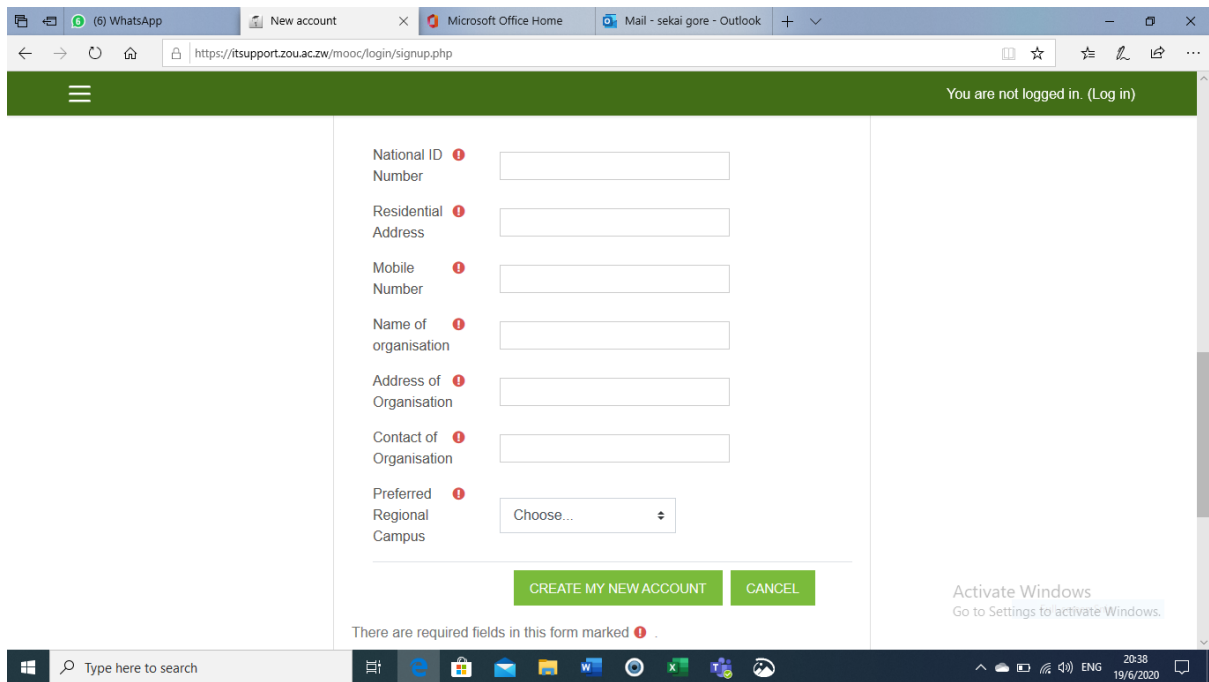 (6) WhatsApp
New account
Microsoft Office Home
Mail - sekai gore - Outlook
https://itsupport.zou.ac.zw/mooc/login/signup.php
You are not logged in. (Log in)
National ID
Number
Residential
Address
Mobile
Number
Name of
organisation
Address of
Organisation
Contact of
Organisation
Preferred
Regional
Campus
Choose...
CREATE MY NEW ACCOUNT
CANCEL
Activate Windows
Go to Settings to activate Windows.
There are required fields in this form marked .
Type here to search
ENG
20:38
19/6/2020